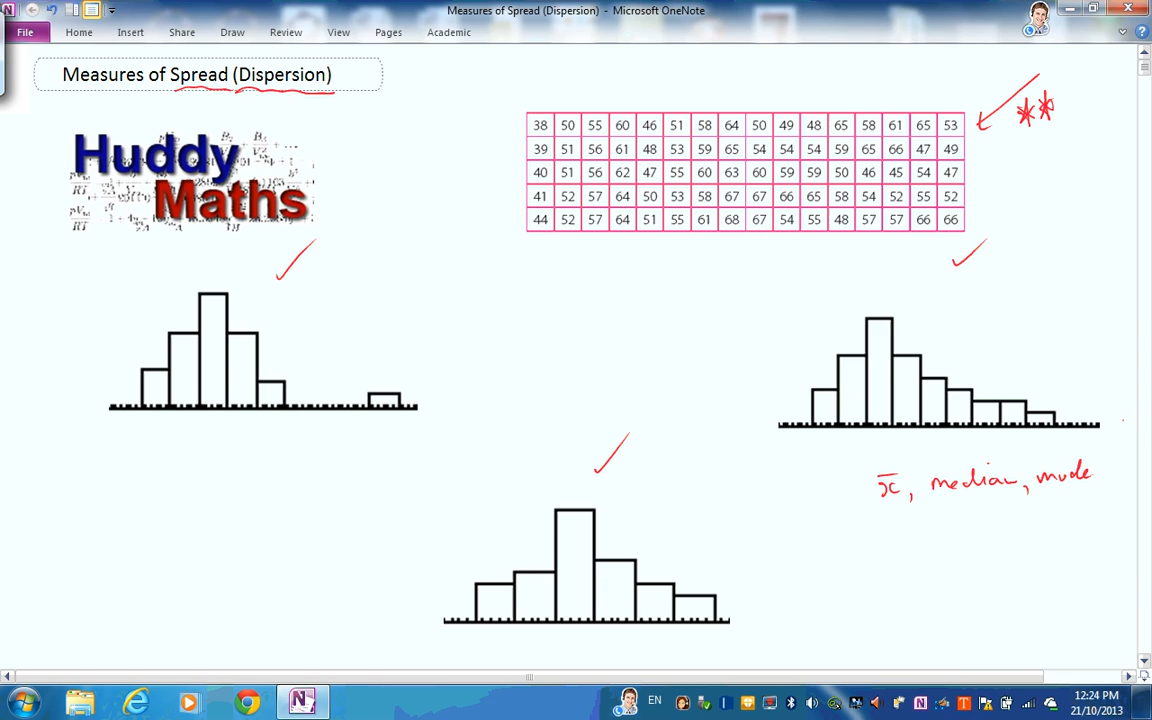 Measures of Spread (Dispersion) - Microsoft OneNote
File Home Insert Share Draw Review View Pages Academic
Measures of Spread (Dispersion)
Huddy
Maths
38 50 55 60 46 51 58 64 50 49 48 65 58 61 65 53
39 51 56 61 48 53 59 65 54 54 54 59 65 66 47 49
40 51 56 62 47 55 60 63 60 59 59 50 46 45 54 47
41 52 57 64 50 53 58 67 67 66 65 58 54 52 55 52
44 52 57 64 51 55 61 68 67 54 55 48 57 57 66 66
**
x̄, median, mode
EN
12:24 PM
21/10/2013